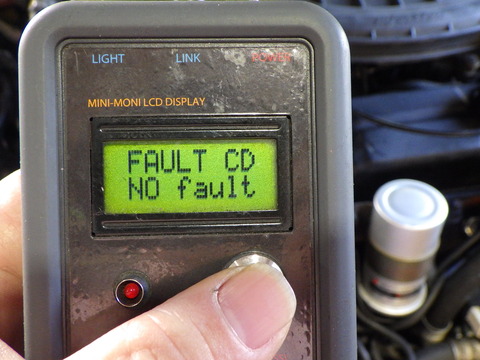 LIGHT LINK POWER
MINI-MONI LCD DISPLAY
FAULT CD
NO fault